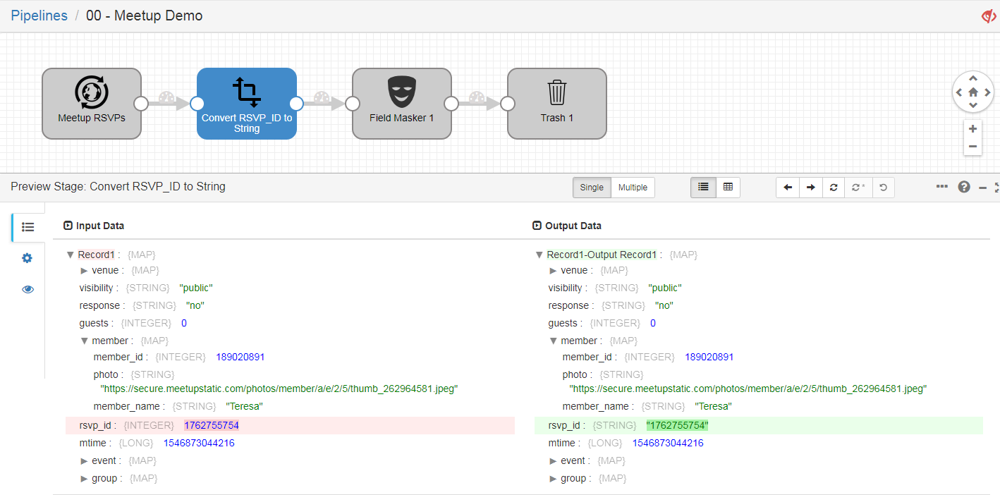 Pipelines / 00 - Meetup Demo
Meetup RSVPs
Convert RSVP_ID to
String
Field Masker 1
Trash 1
Preview Stage: Convert RSVP_ID to String
Single Multiple
Input Data
Record1 : {MAP}
venue : {MAP}
visibility : {STRING} "public"
response : {STRING} "no"
guests : {INTEGER} 0
member : {MAP}
member_id : {INTEGER} 189020891
photo : {STRING}
"https://secure.meetupstatic.com/photos/member/a/e/2/5/thumb_262964581.jpeg"
member_name : {STRING} "Teresa"
rsvp_id : {INTEGER} 1762755754
mtime : {LONG} 1546873044216
event : {MAP}
group : {MAP}
Output Data
Record1-Output Record1 : {MAP}
venue : {MAP}
visibility : {STRING} "public"
response : {STRING} "no"
guests : {INTEGER} 0
member : {MAP}
member_id : {INTEGER} 189020891
photo : {STRING}
"https://secure.meetupstatic.com/photos/member/a/e/2/5/thumb_262964581.jpeg"
member_name : {STRING} "Teresa"
rsvp_id : {STRING} "1762755754"
mtime : {LONG} 1546873044216
event : {MAP}
group : {MAP}